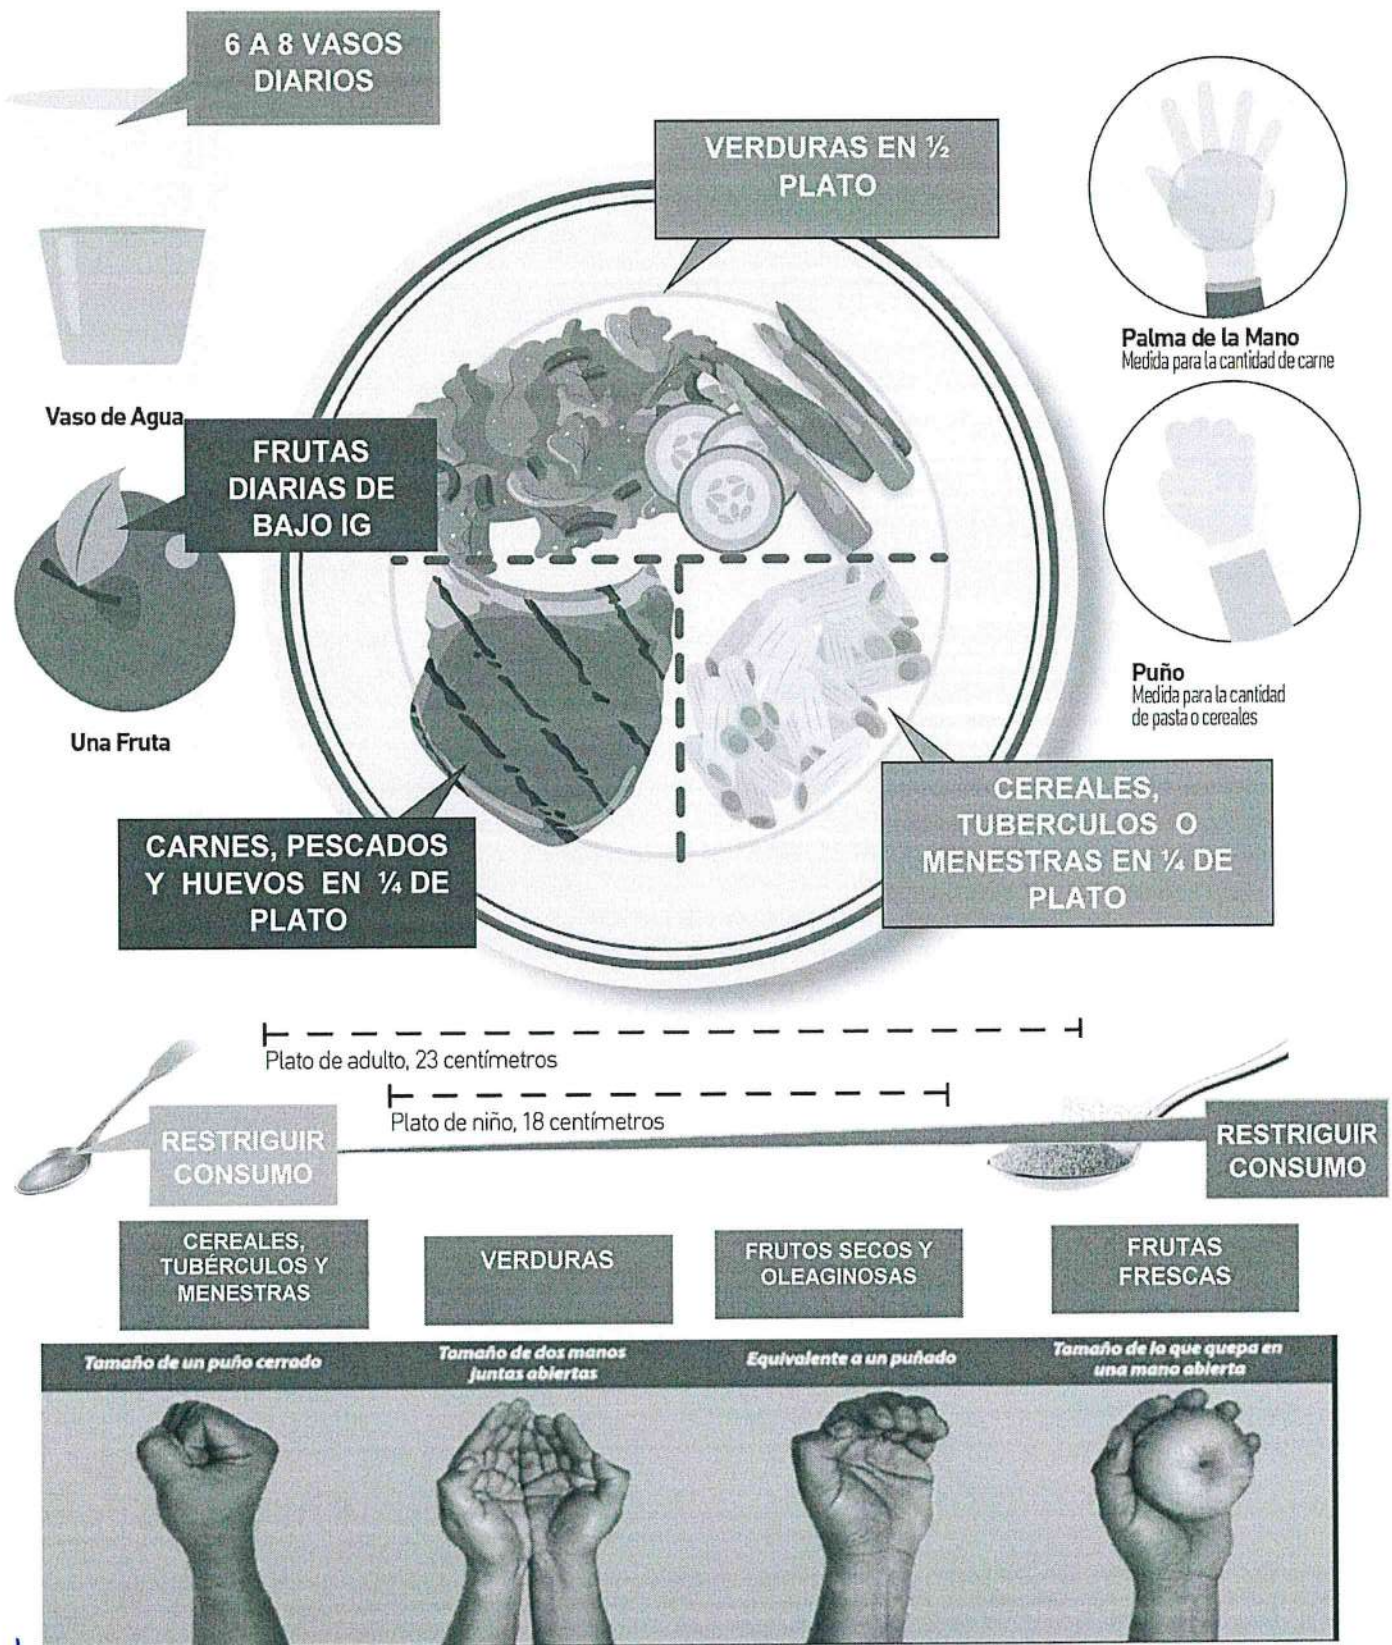 6 A 8 VASOS
DIARIOS
VERDURAS EN ½
PLATO
Palma de la Mano
Medida para la cantidad de carne
Vaso de Agua
FRUTAS
DIARIAS DE
BAJO IG
Puño
Medida para la cantidad
de pasta o cereales
Una Fruta
CARNES, PESCADOS
Y HUEVOS EN ¼ DE
PLATO
CEREALES,
TUBERCULOS O
MENESTRAS EN ¼ DE
PLATO
Plato de adulto, 23 centímetros
Plato de niño, 18 centímetros
RESTRIGUIR
CONSUMO
RESTRIGUIR
CONSUMO
CEREALES,
TUBÉRCULOS Y
MENESTRAS
VERDURAS
FRUTOS SECOS Y
OLEAGINOSAS
FRUTAS
FRESCAS
Tamaño de un puño cerrado
Tamaño de dos manos
juntas abiertas
Equivalente a un puñado
Tamaño de lo que quepa en
una mano abierta